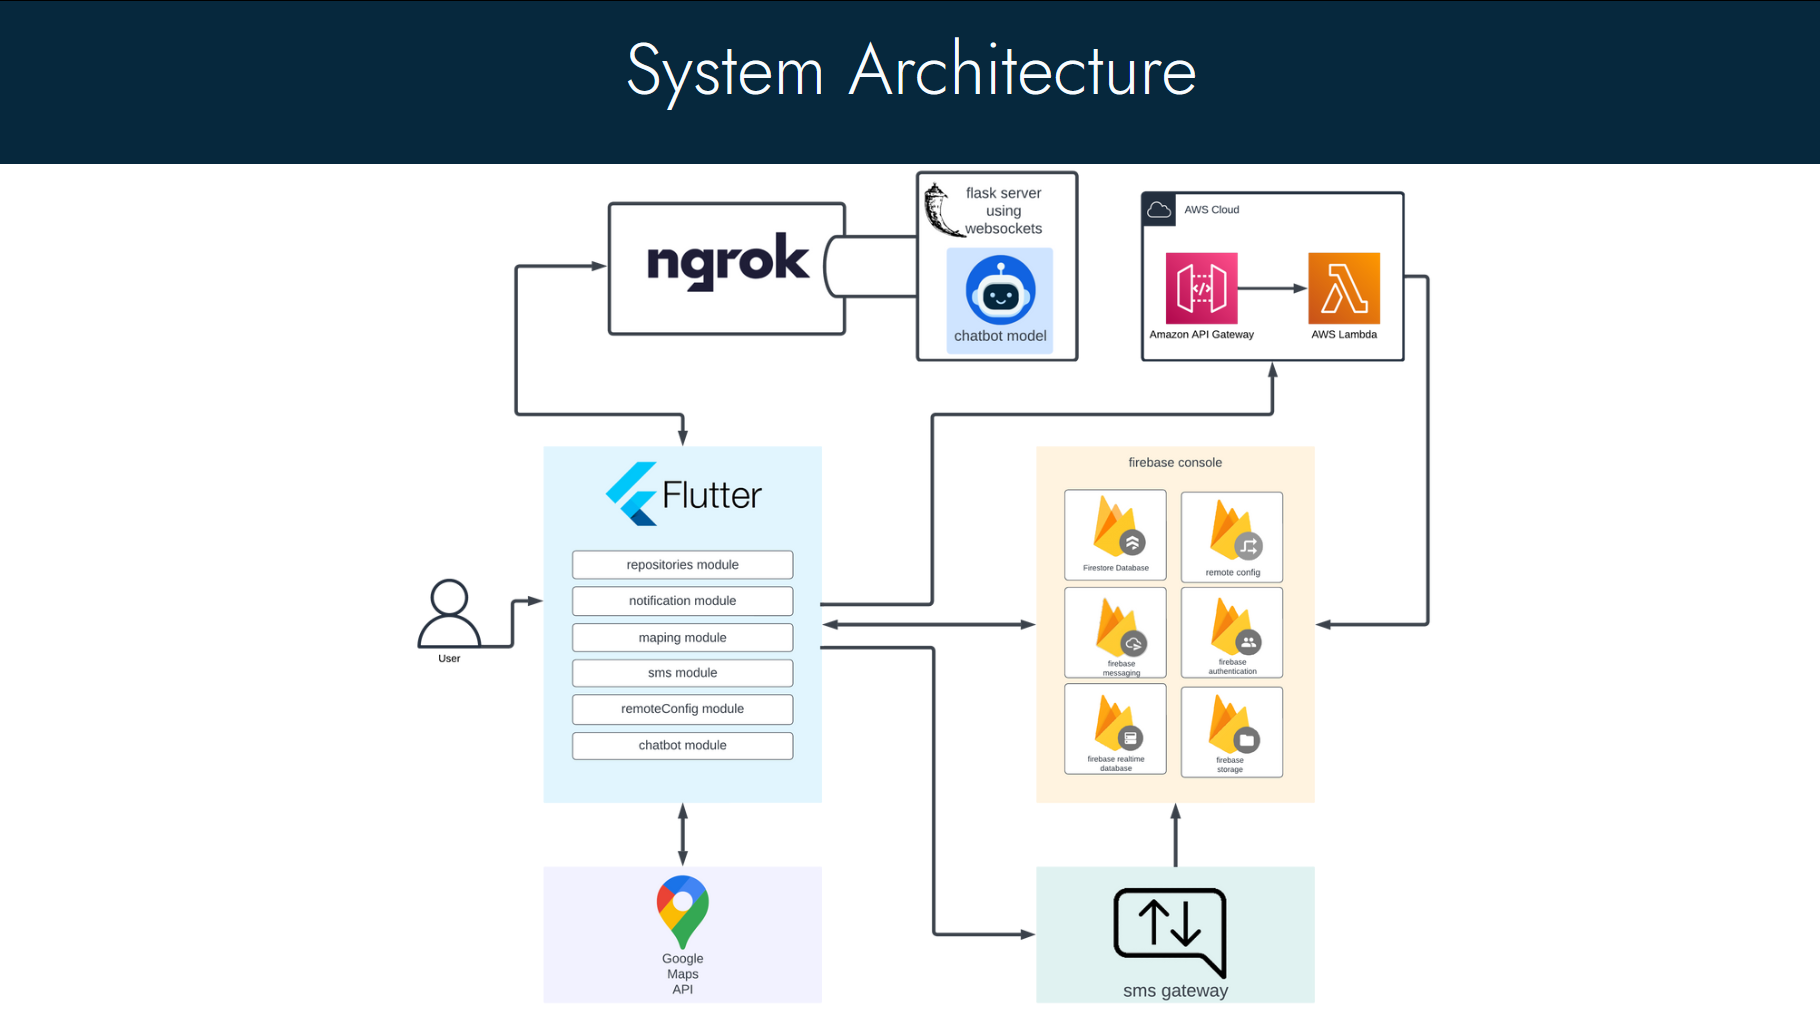 System Architecture
ngrok
flask server
using
websockets
chatbot model
AWS Cloud
Amazon API Gateway
AWS Lambda
Flutter
repositories module
notification module
maping module
sms module
remoteConfig module
chatbot module
User
firebase console
Firestore Database
remote config
firebase
messaging
firebase
authentication
firebase realtime
database
firebase
storage
Google
Maps
API
sms gateway